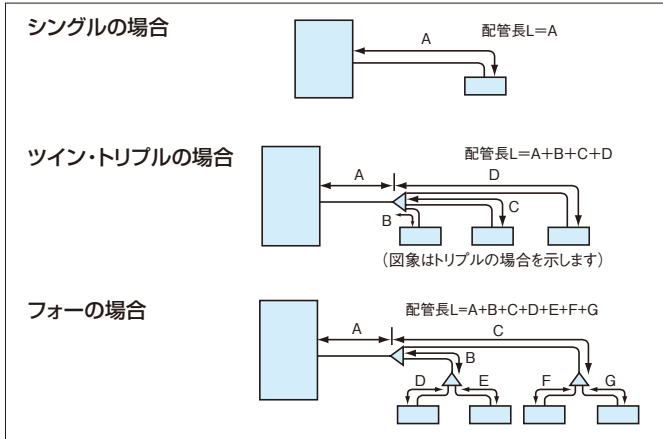 シングルの場合
配管長L=A
A
ツイン・トリプルの場合
配管長L=A+B+C+D
A
D
C
B
(図象はトリプルの場合を示します)
フォーの場合
配管長L=A+B+C+D+E+F+G
A
C
B
D
E
F
G